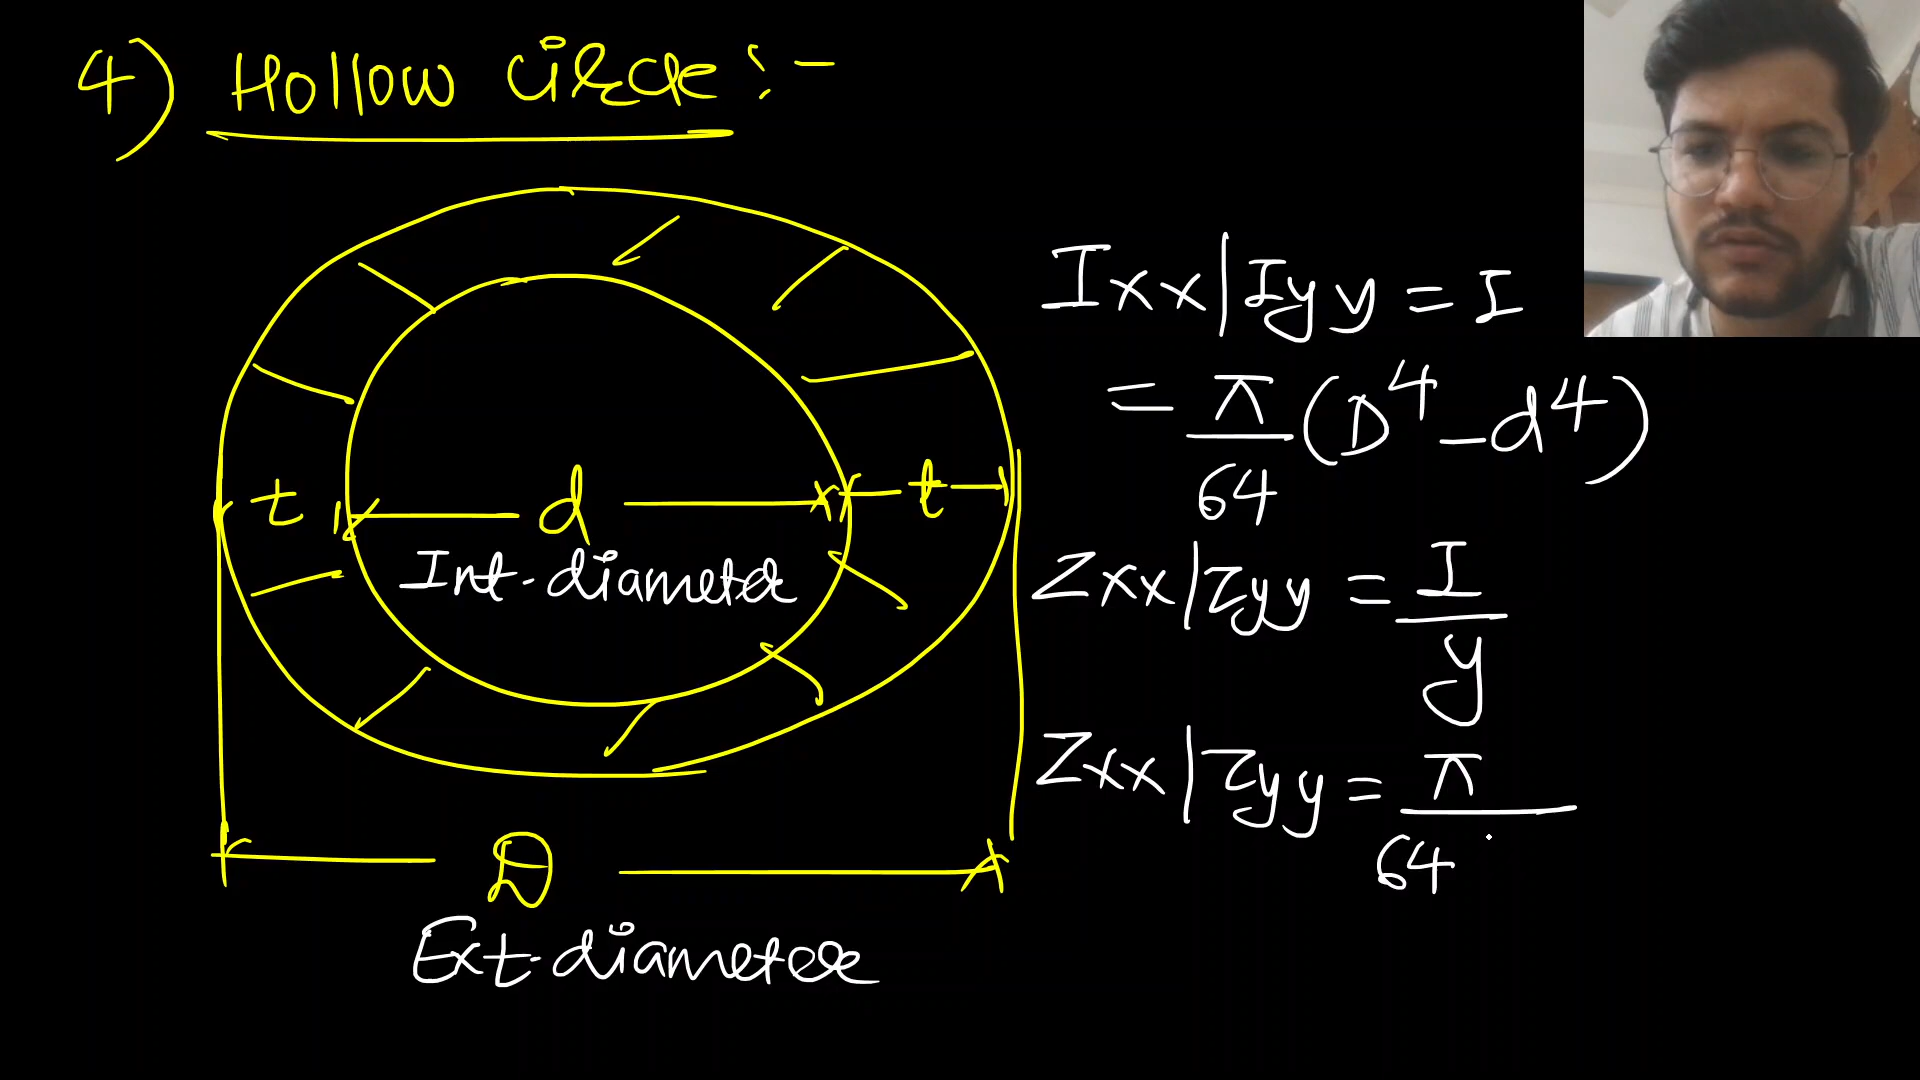 4) Hollow Circle :-
Ixx | Iyy = I
= π/64 (D⁴ - d⁴)
t d t
Int-diameter
Zxx | Zyy = I/y
Zxx | Zyy = π/64
D
Ext-diameter